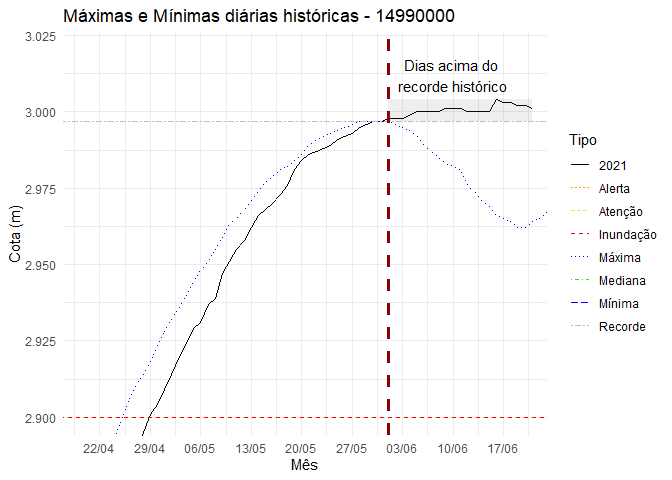 Máximas e Mínimas diárias históricas - 14990000
3.025
3.000
2.975
2.950
2.925
2.900
Cota (m)
Dias acima do
recorde histórico
22/04 29/04 06/05 13/05 20/05 27/05 03/06 10/06 17/06
Mês
Tipo
2021
Alerta
Atenção
Inundação
Máxima
Mediana
Mínima
Recorde